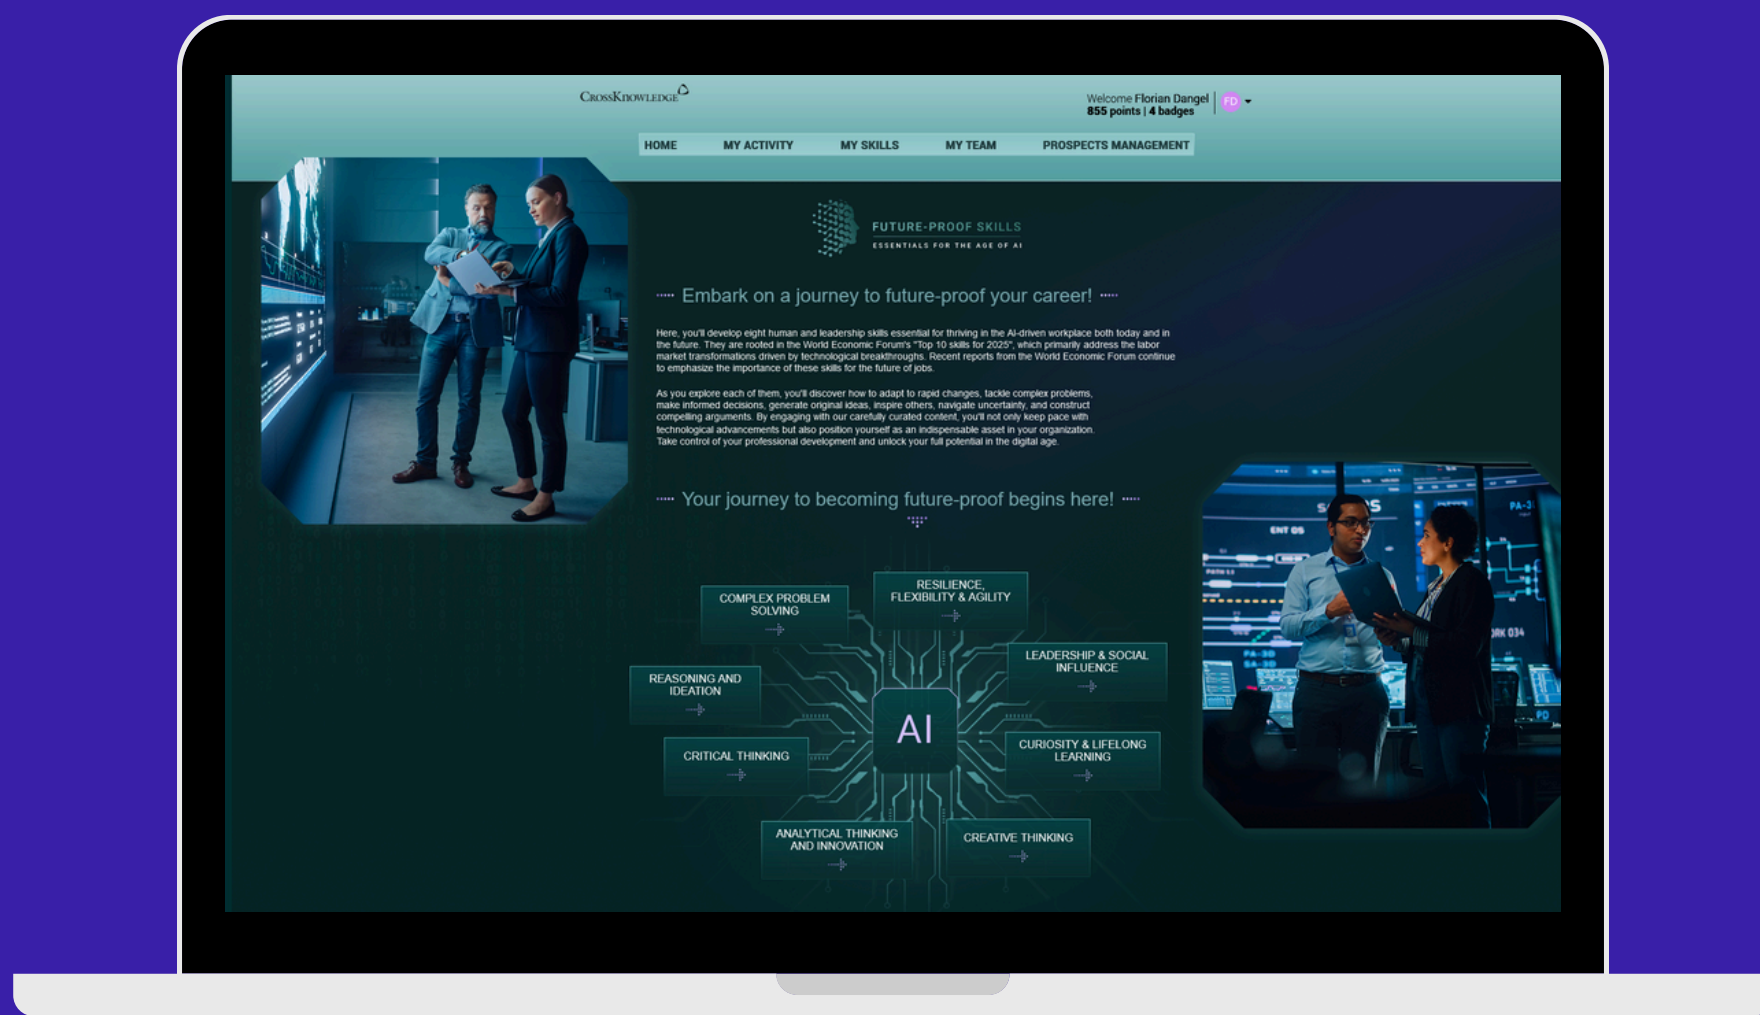 CROSSKNOWLEDGE
Welcome Florian Dangel
855 points | 4 badges
FD
HOME
MY ACTIVITY
MY SKILLS
MY TEAM
PROSPECTS MANAGEMENT
FUTURE-PROOF SKILLS
ESSENTIALS FOR THE AGE OF AI
Embark on a journey to future-proof your career!
Here, you'll develop eight human and leadership skills essential for thriving in the AI-driven workplace both today and in
the future. They are rooted in the World Economic Forum's "Top 10 skills for 2025", which primarily address the labor
market transformations driven by technological breakthroughs. Recent reports from the World Economic Forum continue
to emphasize the importance of these skills for the future of jobs.
As you explore each of them, you'll discover how to adapt to rapid changes, tackle complex problems,
make informed decisions, generate original ideas, inspire others, navigate uncertainty, and construct
compelling arguments. By engaging with our carefully curated content, you'll not only keep pace with
technological advancements but also position yourself as an indispensable asset in your organization.
Take control of your professional development and unlock your full potential in the digital age.
Your journey to becoming future-proof begins here!
COMPLEX PROBLEM
SOLVING
RESILIENCE,
FLEXIBILITY & AGILITY
LEADERSHIP & SOCIAL
INFLUENCE
REASONING AND
IDEATION
AI
CRITICAL THINKING
CURIOSITY & LIFELONG
LEARNING
ANALYTICAL THINKING
AND INNOVATION
CREATIVE THINKING
PA-3
ENT 05
PA-3D
SA-3D
034
PD